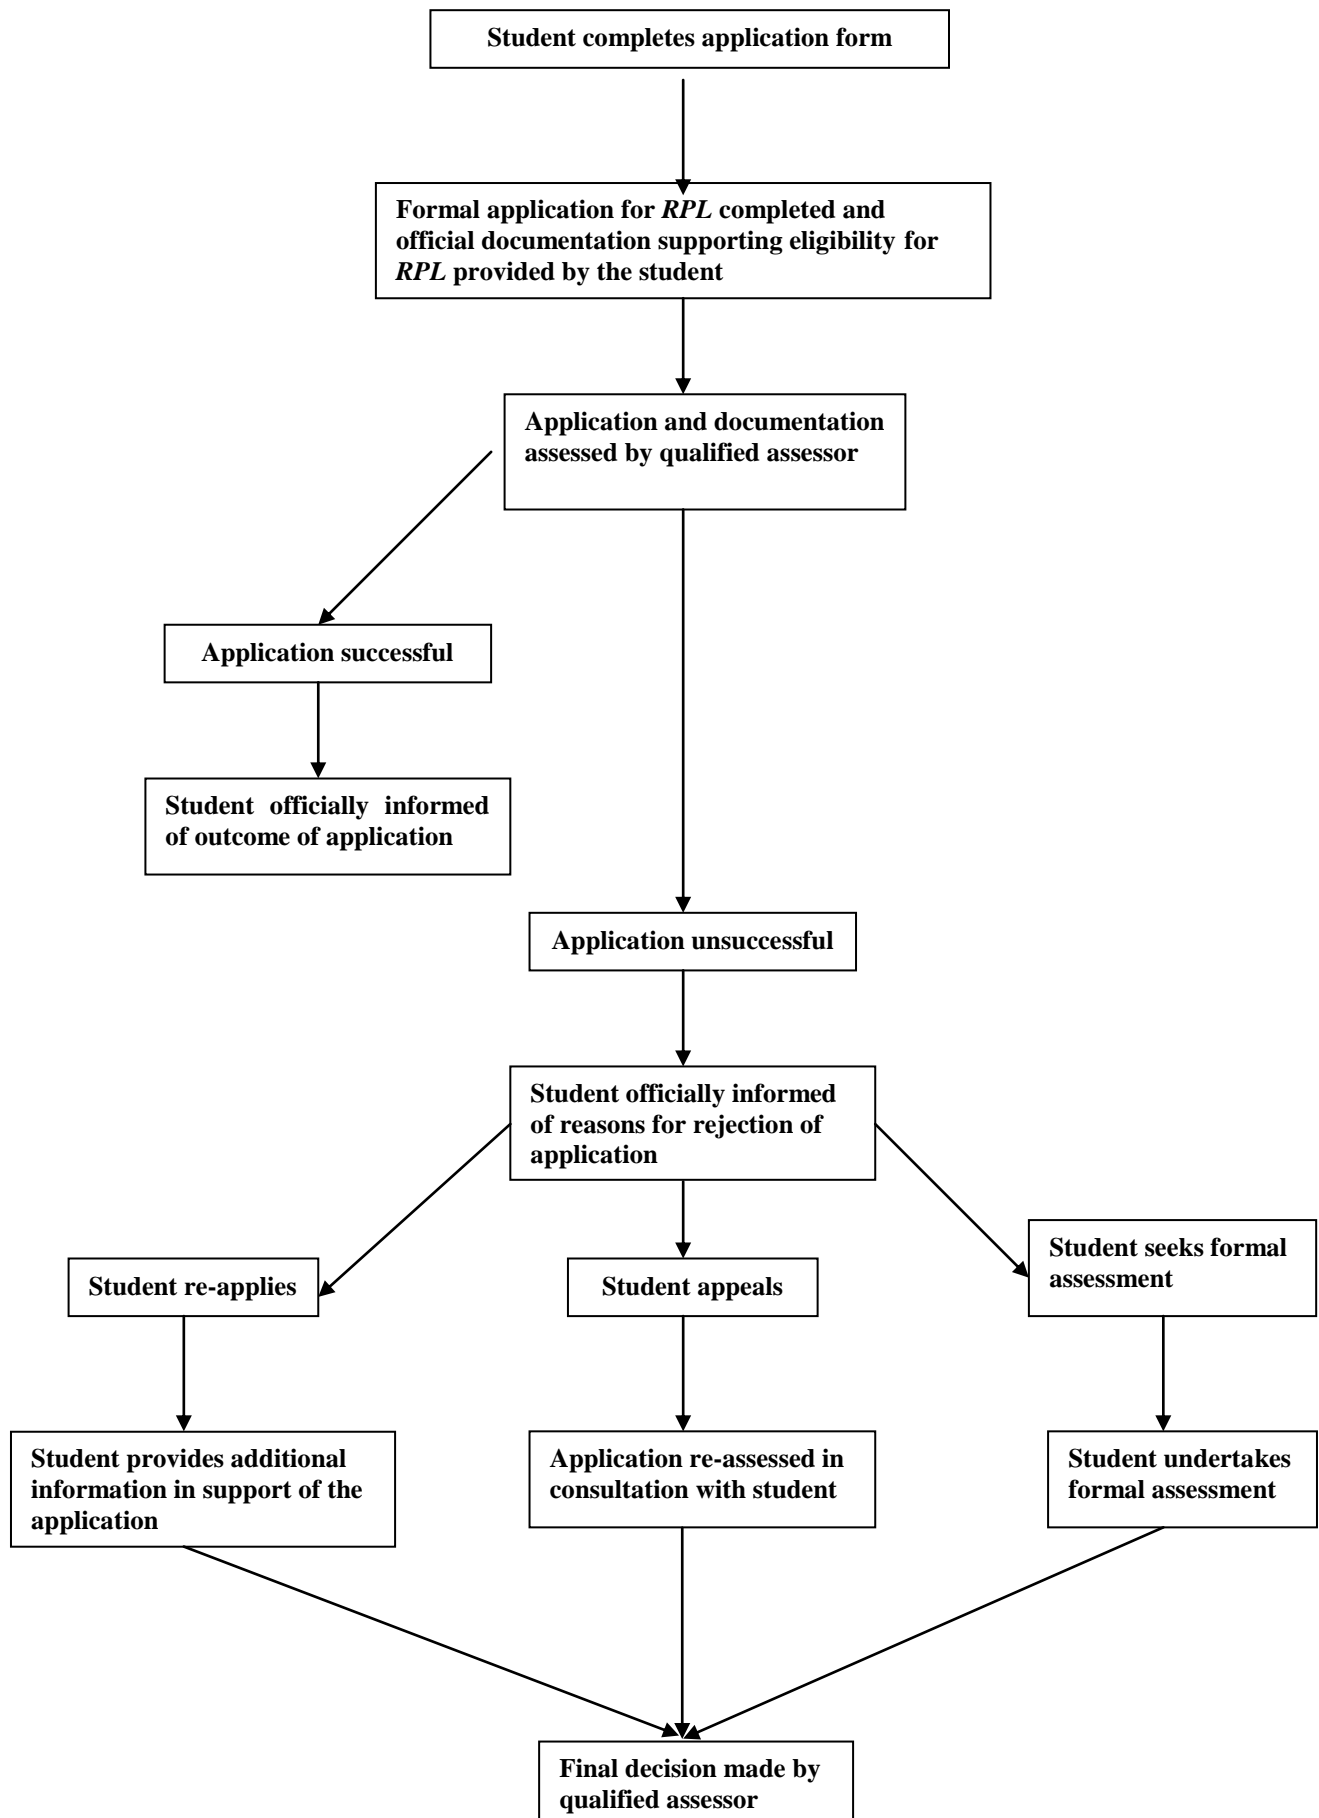 Student completes application form
Formal application for RPL completed and
official documentation supporting eligibility for
RPL provided by the student
Application and documentation
assessed by qualified assessor
Application successful
Student officially informed
of outcome of application
Application unsuccessful
Student officially informed
of reasons for rejection of
application
Student re-applies
Student appeals
Student seeks formal
assessment
Student provides additional
information in support of the
application
Application re-assessed in
consultation with student
Student undertakes
formal assessment
Final decision made by
qualified assessor